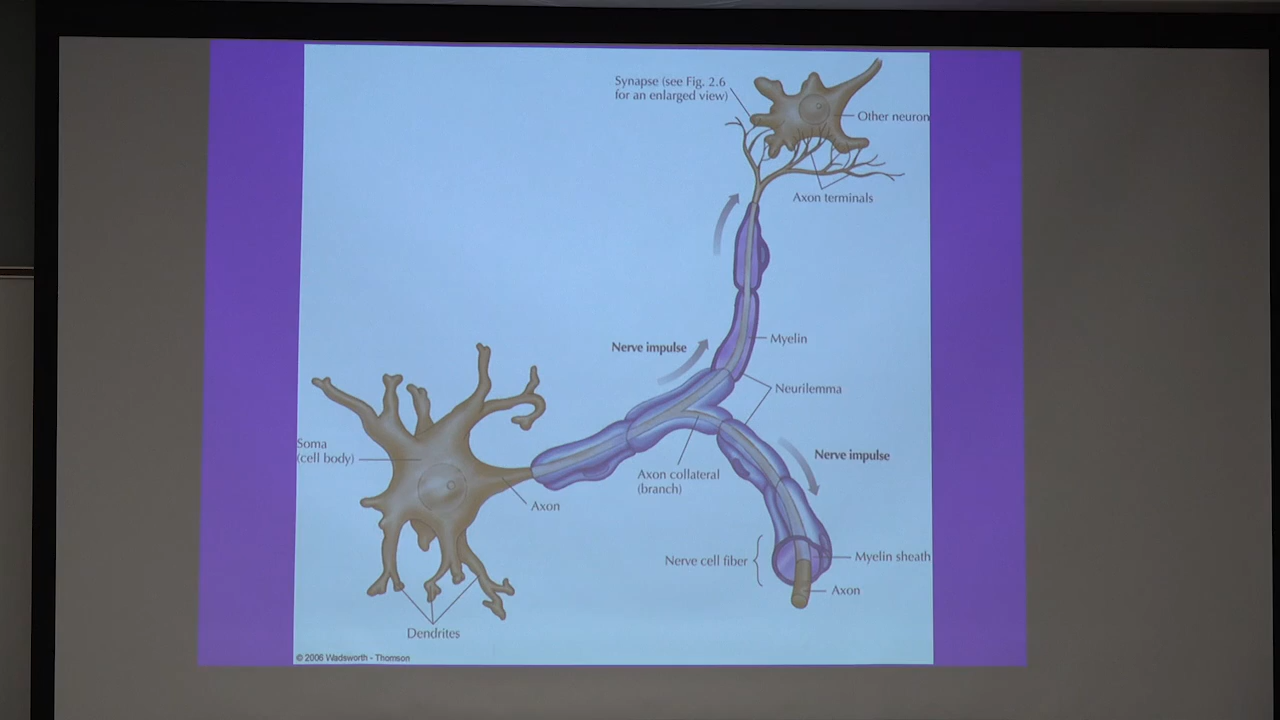 Synapse (see Fig. 2.6
for an enlarged view)
Other neuron
Axon terminals
Myelin
Nerve impulse
Neurilemma
Soma
(cell body)
Nerve impulse
Axon collateral
(branch)
Axon
Nerve cell fiber
Myelin sheath
Axon
Dendrites
© 2006 Wadsworth - Thomson